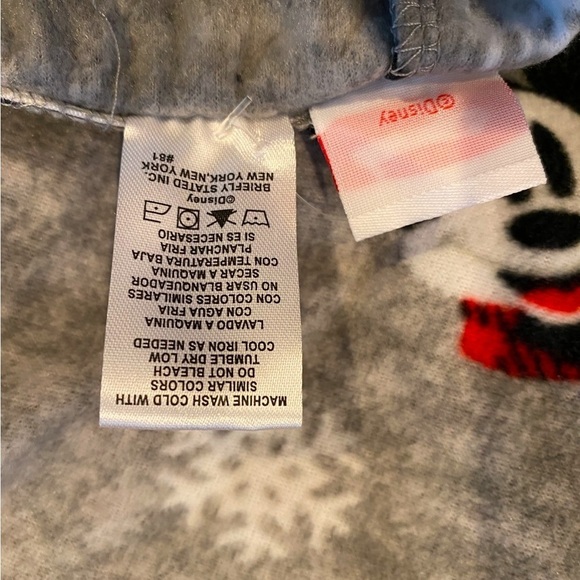 MACHINE WASH COLD WITH
SIMILAR COLORS
DO NOT BLEACH
TUMBLE DRY LOW
COOL IRON AS NEEDED
LAVADO A MAQUINA
CON AGUA FRIA
CON COLORES SIMILARES
NO USAR BLANQUEADOR
SECAR A MAQUINA
CON TEMPERATURA BAJA
PLANCHAR FRIA
SI ES NECESARIO
©Disney
BRIEFLY STATED INC.
NEW YORK,NEW YORK
#81
©Disney